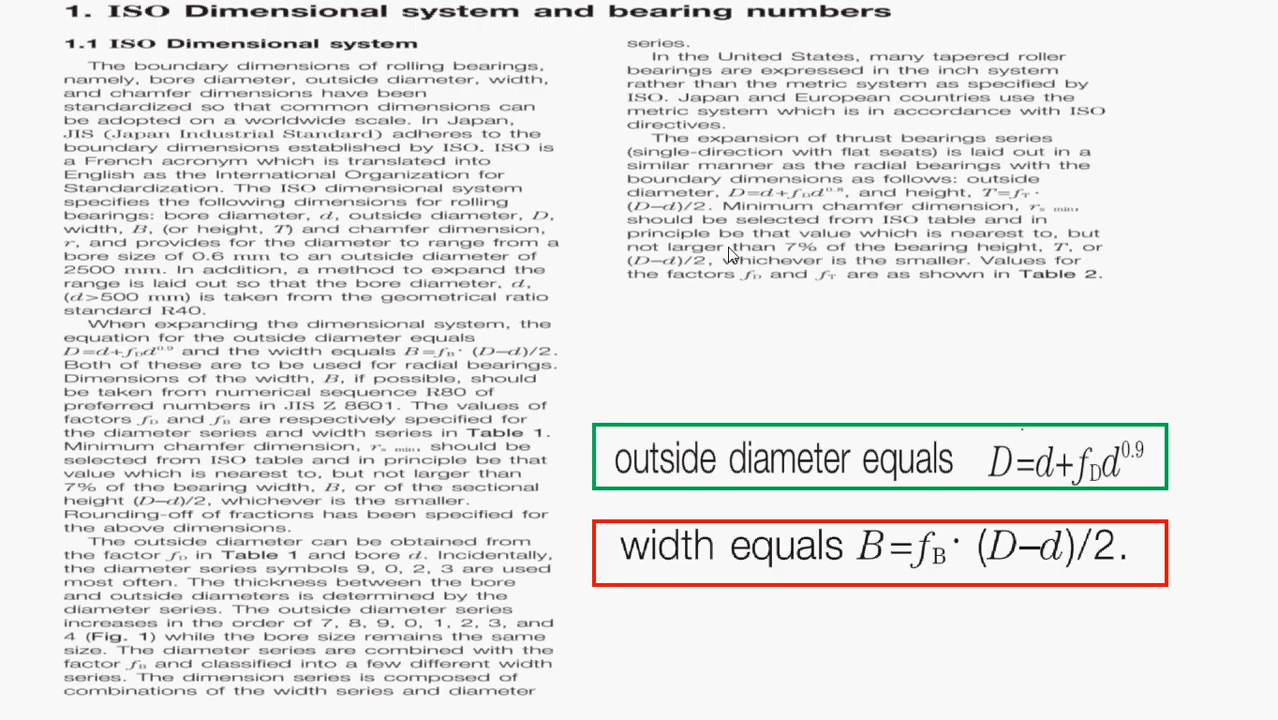 1. ISO Dimensional system and bearing numbers
1.1 ISO Dimensional system
The boundary dimensions of rolling bearings,
namely, bore diameter, outside diameter, width,
and chamfer dimensions have been
standardized so that common dimensions can
be adopted on a worldwide scale. In Japan,
JIS (Japan Industrial Standard) adheres to the
boundary dimensions established by ISO. ISO is
a French acronym which is translated into
English as the International Organization for
Standardization. The ISO dimensional system
specifies the following dimensions for rolling
bearings: bore diameter, d, outside diameter, D,
width, B, (or height, T) and chamfer dimension,
r, and provides for the diameter to range from a
bore size of 0.6 mm to an outside diameter of
2500 mm. In addition, a method to expand the
range is laid out so that the bore diameter, d,
(d>500 mm) is taken from the geometrical ratio
standard R40.
When expanding the dimensional system, the
equation for the outside diameter equals
D=d+f_Dd^0.9 and the width equals B=f_B· (D–d)/2.
Both of these are to be used for radial bearings.
Dimensions of the width, B, if possible, should
be taken from numerical sequence R80 of
preferred numbers in JIS Z 8601. The values of
factors f_D and f_B are respectively specified for
the diameter series and width series in Table 1.
Minimum chamfer dimension, r_s min, should be
selected from ISO table and in principle be that
value which is nearest to, but not larger than
7% of the bearing width, B, or of the sectional
height (D–d)/2, whichever is the smaller.
Rounding-off of fractions has been specified for
the above dimensions.
The outside diameter can be obtained from
the factor f_D in Table 1 and bore d. Incidentally,
the diameter series symbols 9, 0, 2, 3 are used
most often. The thickness between the bore
and outside diameters is determined by the
diameter series. The outside diameter series
increases in the order of 7, 8, 9, 0, 1, 2, 3, and
4 (Fig. 1) while the bore size remains the same
size. The diameter series are combined with the
factor f_B and classified into a few different width
series. The dimension series is composed of
combinations of the width series and diameter
series.
In the United States, many tapered roller
bearings are expressed in the inch system
rather than the metric system as specified by
ISO. Japan and European countries use the
metric system which is in accordance with ISO
directives.
The expansion of thrust bearings series
(single-direction with flat seats) is laid out in a
similar manner as the radial bearings with the
boundary dimensions as follows: outside
diameter, D=d+f_Dd^0.8, and height, T=f_T·
(D–d)/2. Minimum chamfer dimension, r_s min,
should be selected from ISO table and in
principle be that value which is nearest to, but
not larger than 7% of the bearing height, T, or
(D–d)/2, whichever is the smaller. Values for
the factors f_D and f_T are as shown in Table 2.
outside diameter equals D=d+f_Dd^0.9
width equals B=f_B· (D–d)/2.